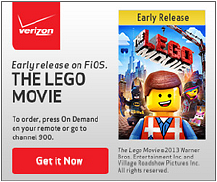 verizon
Early release on FiOS.
THE LEGO
MOVIE
To order, press On Demand
on your remote or go to
channel 900.
Get it Now
Early Release
THE
LEGO
MOVIE
The Lego Movie©2013 Warner
Bros. Entertainment Inc. and
Village Roadshow Pictures Inc.
All rights reserved.